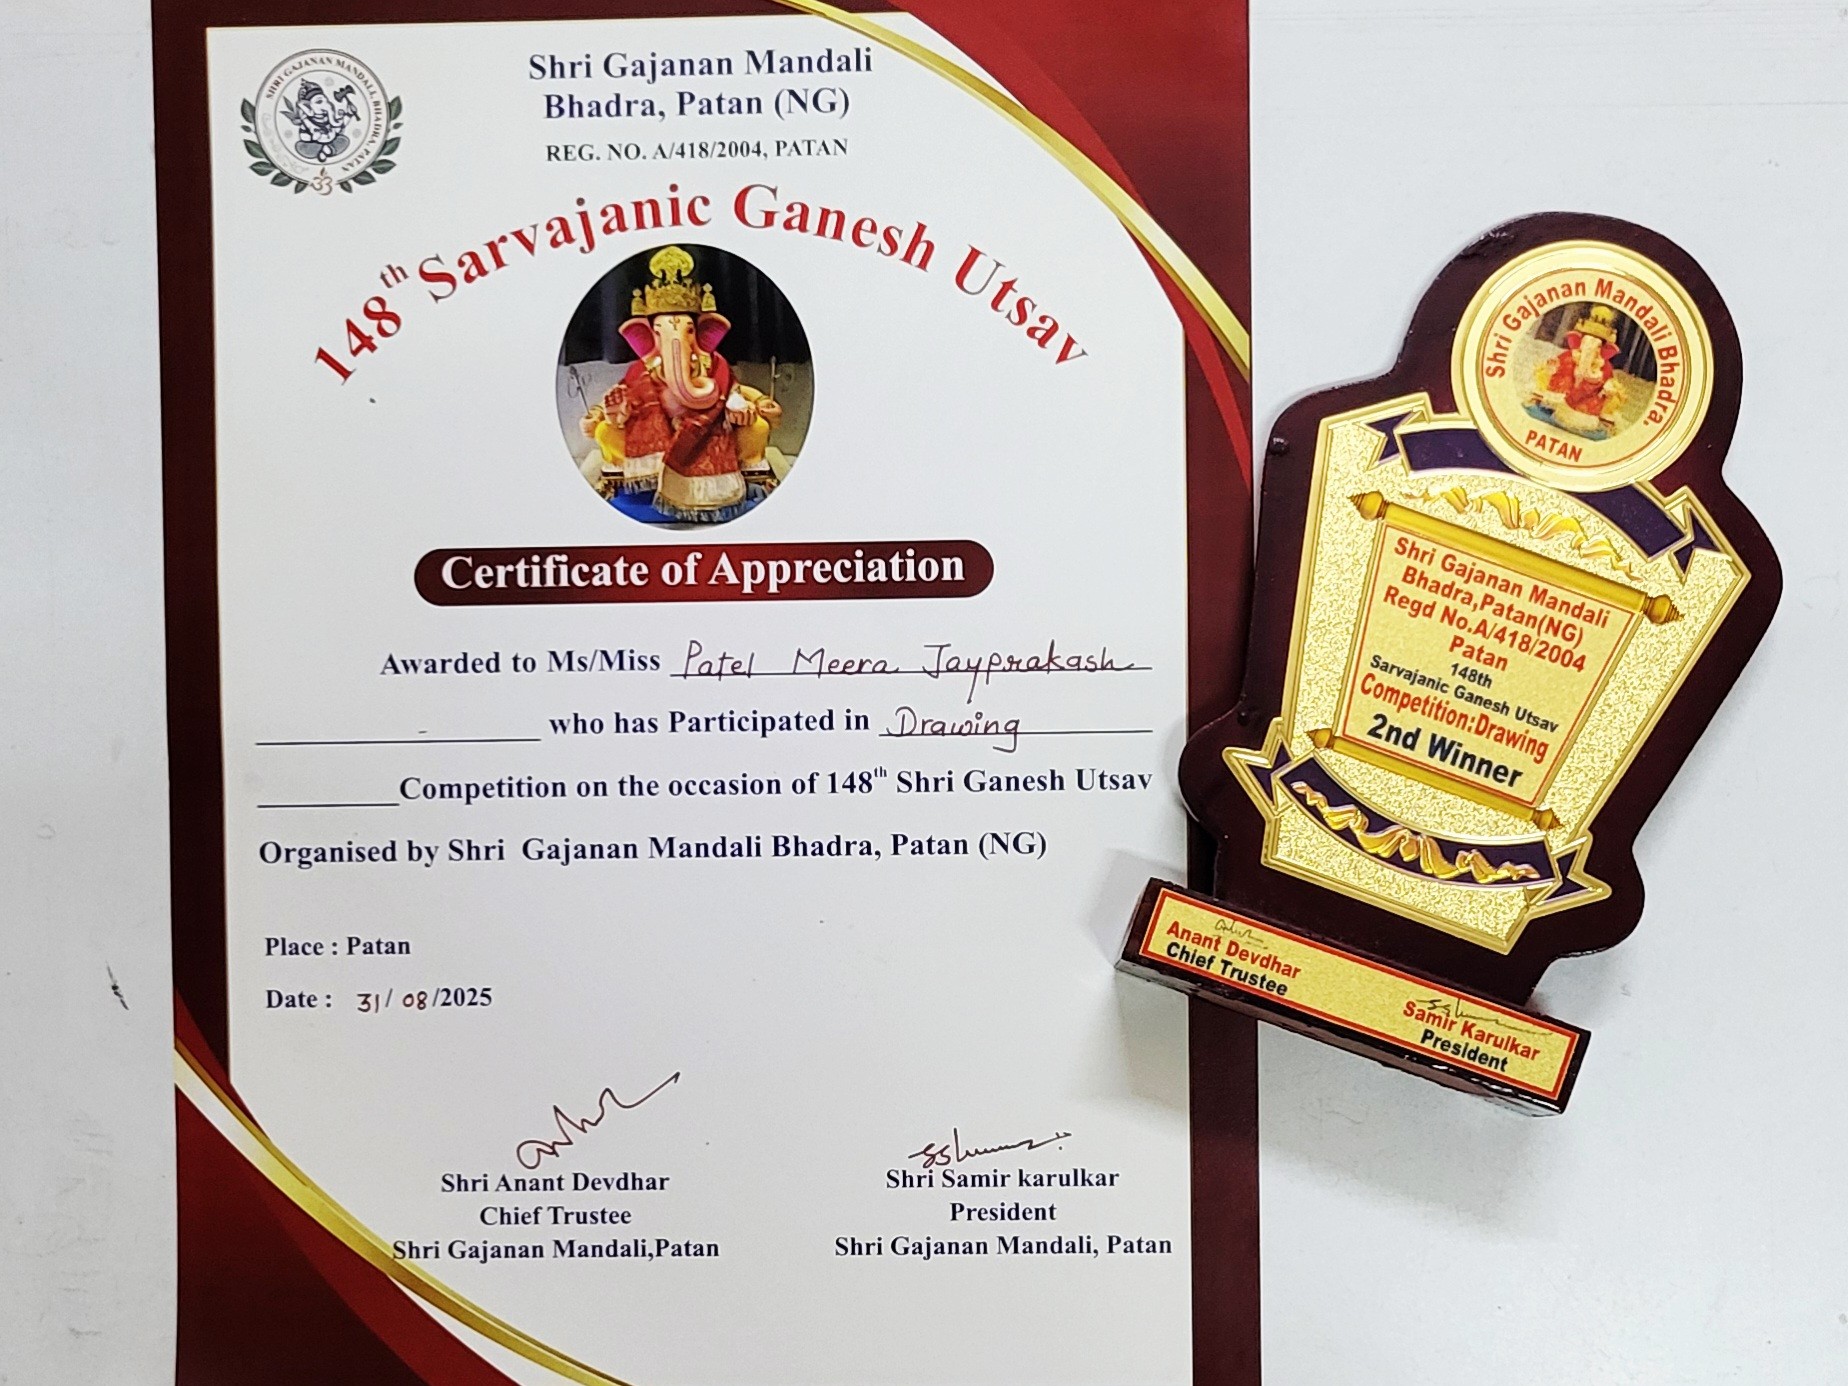 SHRI GAJANAN MANDALI, BHADRA, PATAN
Shri Gajanan Mandali
Bhadra, Patan (NG)
REG. NO. A/418/2004, PATAN
148th Sarvajanic Ganesh Utsav
Certificate of Appreciation
Awarded to Ms/Miss Patel Meera Jayprakash
who has Participated in Drawing
Competition on the occasion of 148th Shri Ganesh Utsav
Organised by Shri Gajanan Mandali Bhadra, Patan (NG)
Place : Patan
Date : 31/08/2025
Shri Anant Devdhar
Chief Trustee
Shri Gajanan Mandali,Patan
Shri Samir karulkar
President
Shri Gajanan Mandali, Patan
Shri Gajanan Mandali Bhadra.
PATAN
Shri Gajanan Mandali
Bhadra,Patan(NG)
Regd No.A/418/2004
Patan
148th
Sarvajanic Ganesh Utsav
Competition:Drawing
2nd Winner
Anant Devdhar
Chief Trustee
Samir Karulkar
President